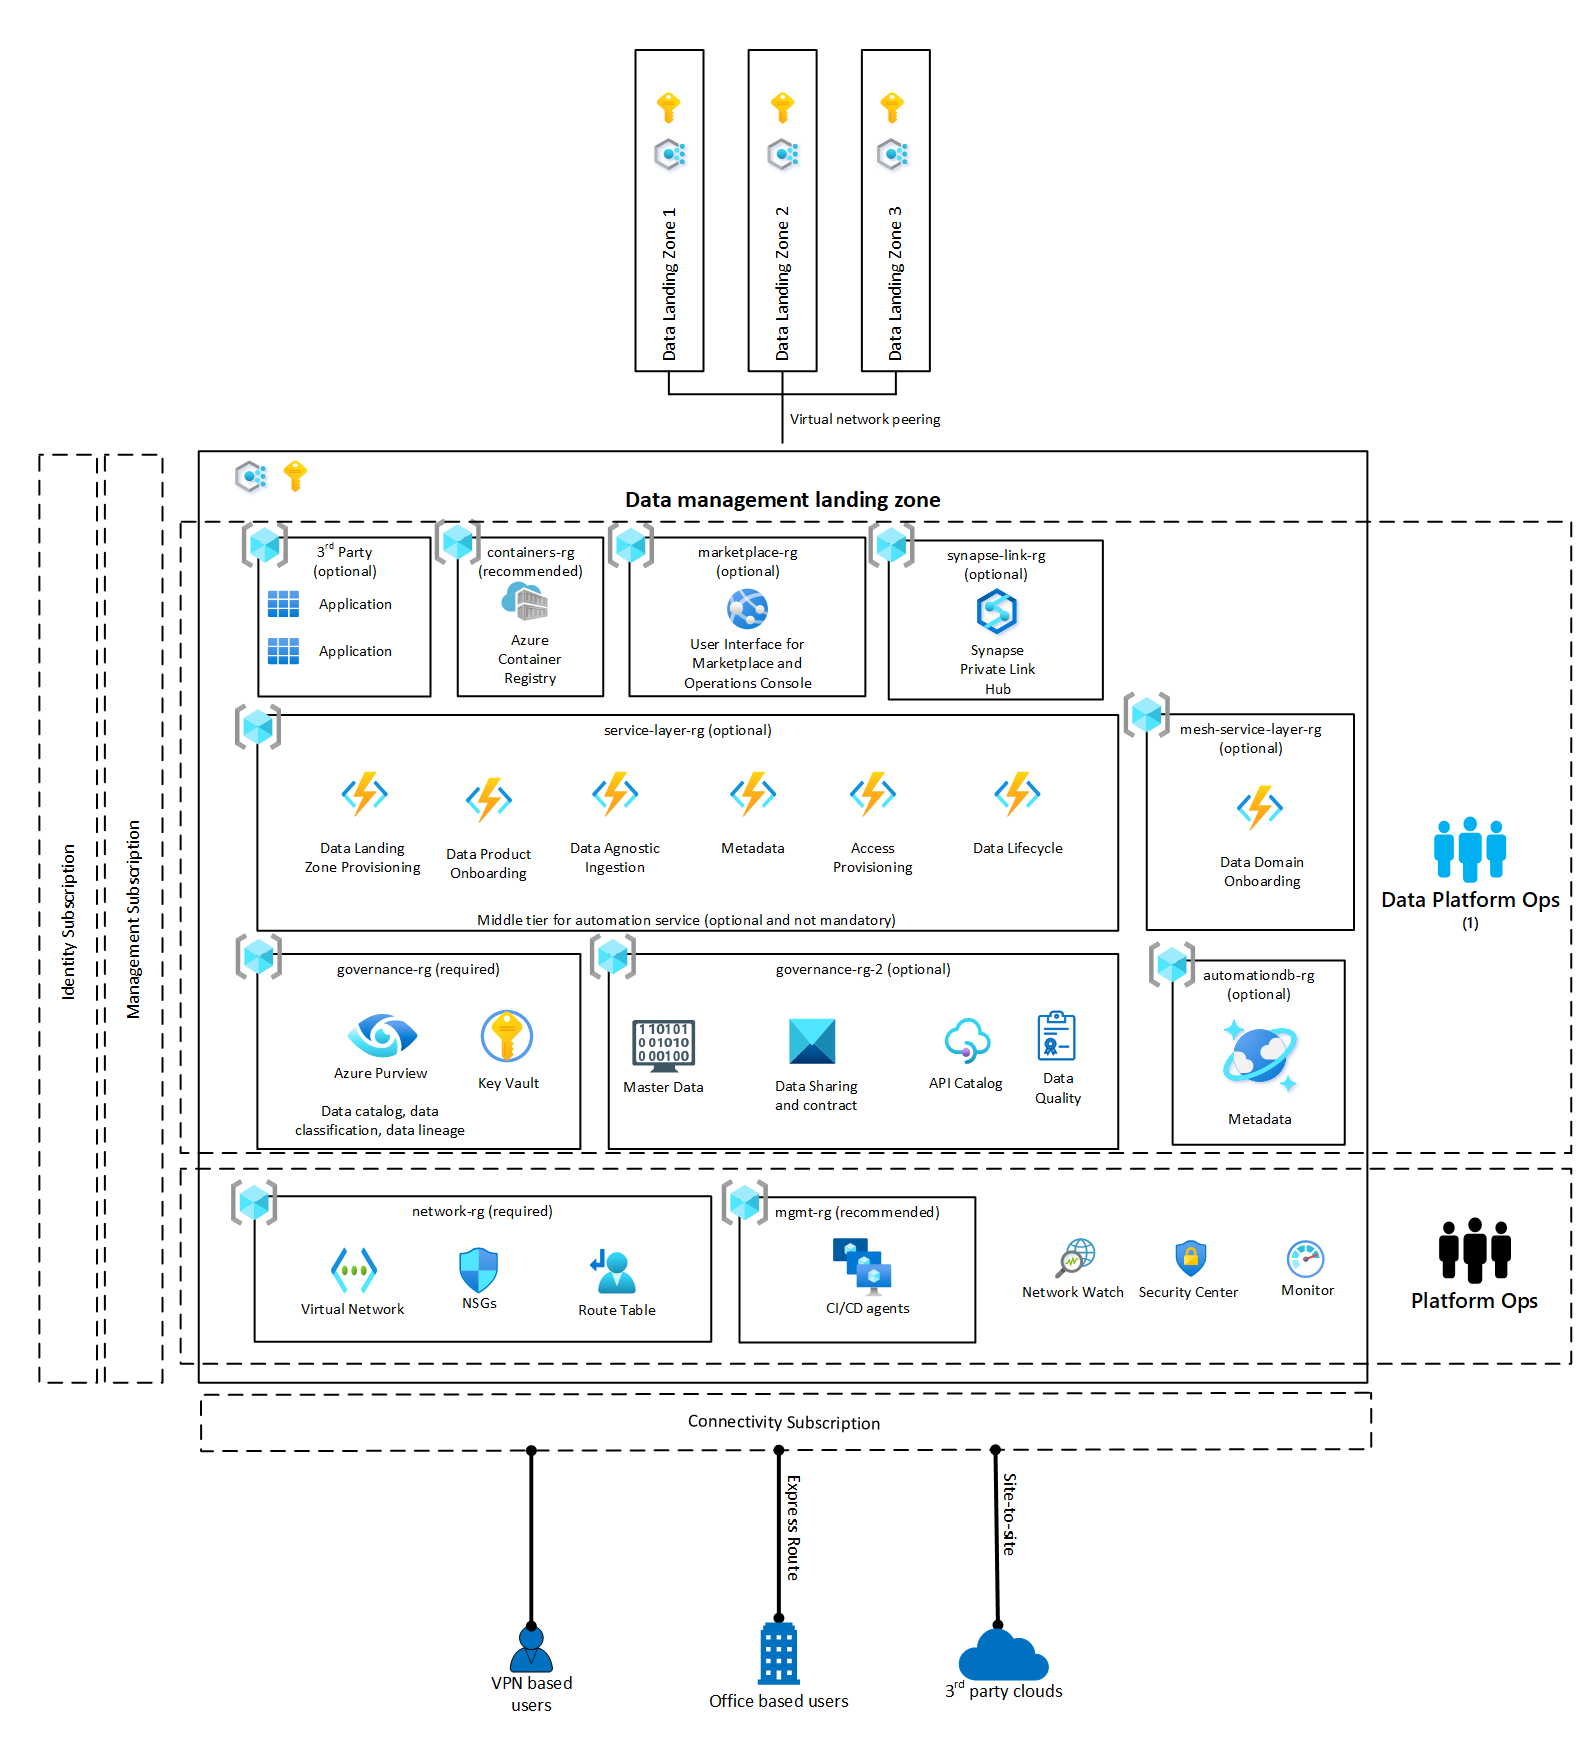 Data Landing Zone 1
Data Landing Zone 2
Data Landing Zone 3
Virtual network peering
Identity Subscription
Management Subscription
Data management landing zone
3rd Party
(optional)
Application
Application
containers-rg
(recommended)
Azure
Container
Registry
marketplace-rg
(optional)
User Interface for
Marketplace and
Operations Console
synapse-link-rg
(optional)
Synapse
Private Link
Hub
service-layer-rg (optional)
Data Landing
Zone Provisioning
Data Product
Onboarding
Data Agnostic
Ingestion
Metadata
Access
Provisioning
Data Lifecycle
Middle tier for automation service (optional and not mandatory)
mesh-service-layer-rg
(optional)
Data Domain
Onboarding
Data Platform Ops
(1)
governance-rg (required)
Azure Purview
Key Vault
Data catalog, data
classification, data lineage
governance-rg-2 (optional)
110101
001010
000100
Master Data
Data Sharing
and contract
API Catalog
Data
Quality
automationdb-rg
(optional)
Metadata
network-rg (required)
Virtual Network
NSGs
Route Table
mgmt-rg (recommended)
CI/CD agents
Network Watch
Security Center
Monitor
Platform Ops
Connectivity Subscription
Express Route
Site-to-site
VPN based
users
Office based users
3rd party clouds